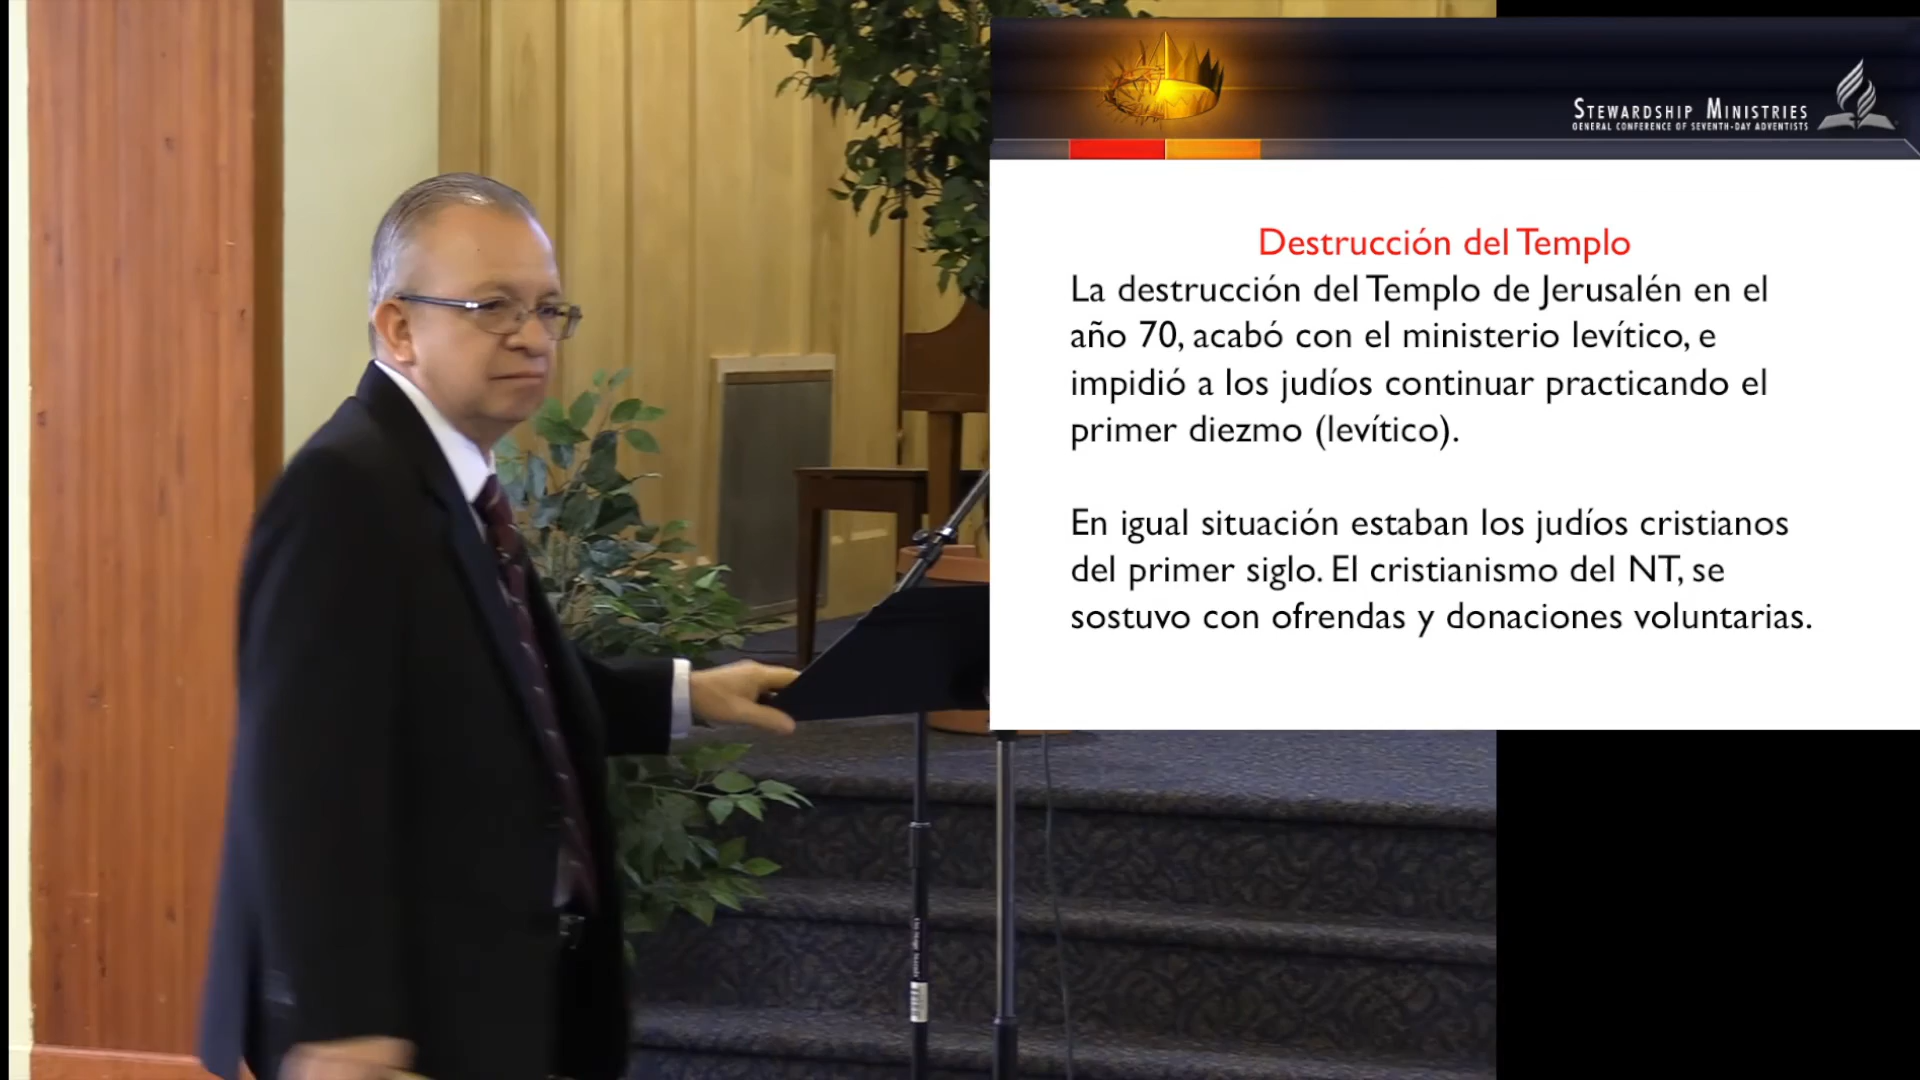 STEWARDSHIP MINISTRIES
GENERAL CONFERENCE OF SEVENTH-DAY ADVENTISTS
Destrucción del Templo
La destrucción del Templo de Jerusalén en el
año 70, acabó con el ministerio levítico, e
impidió a los judíos continuar practicando el
primer diezmo (levítico).
En igual situación estaban los judíos cristianos
del primer siglo. El cristianismo del NT, se
sostuvo con ofrendas y donaciones voluntarias.